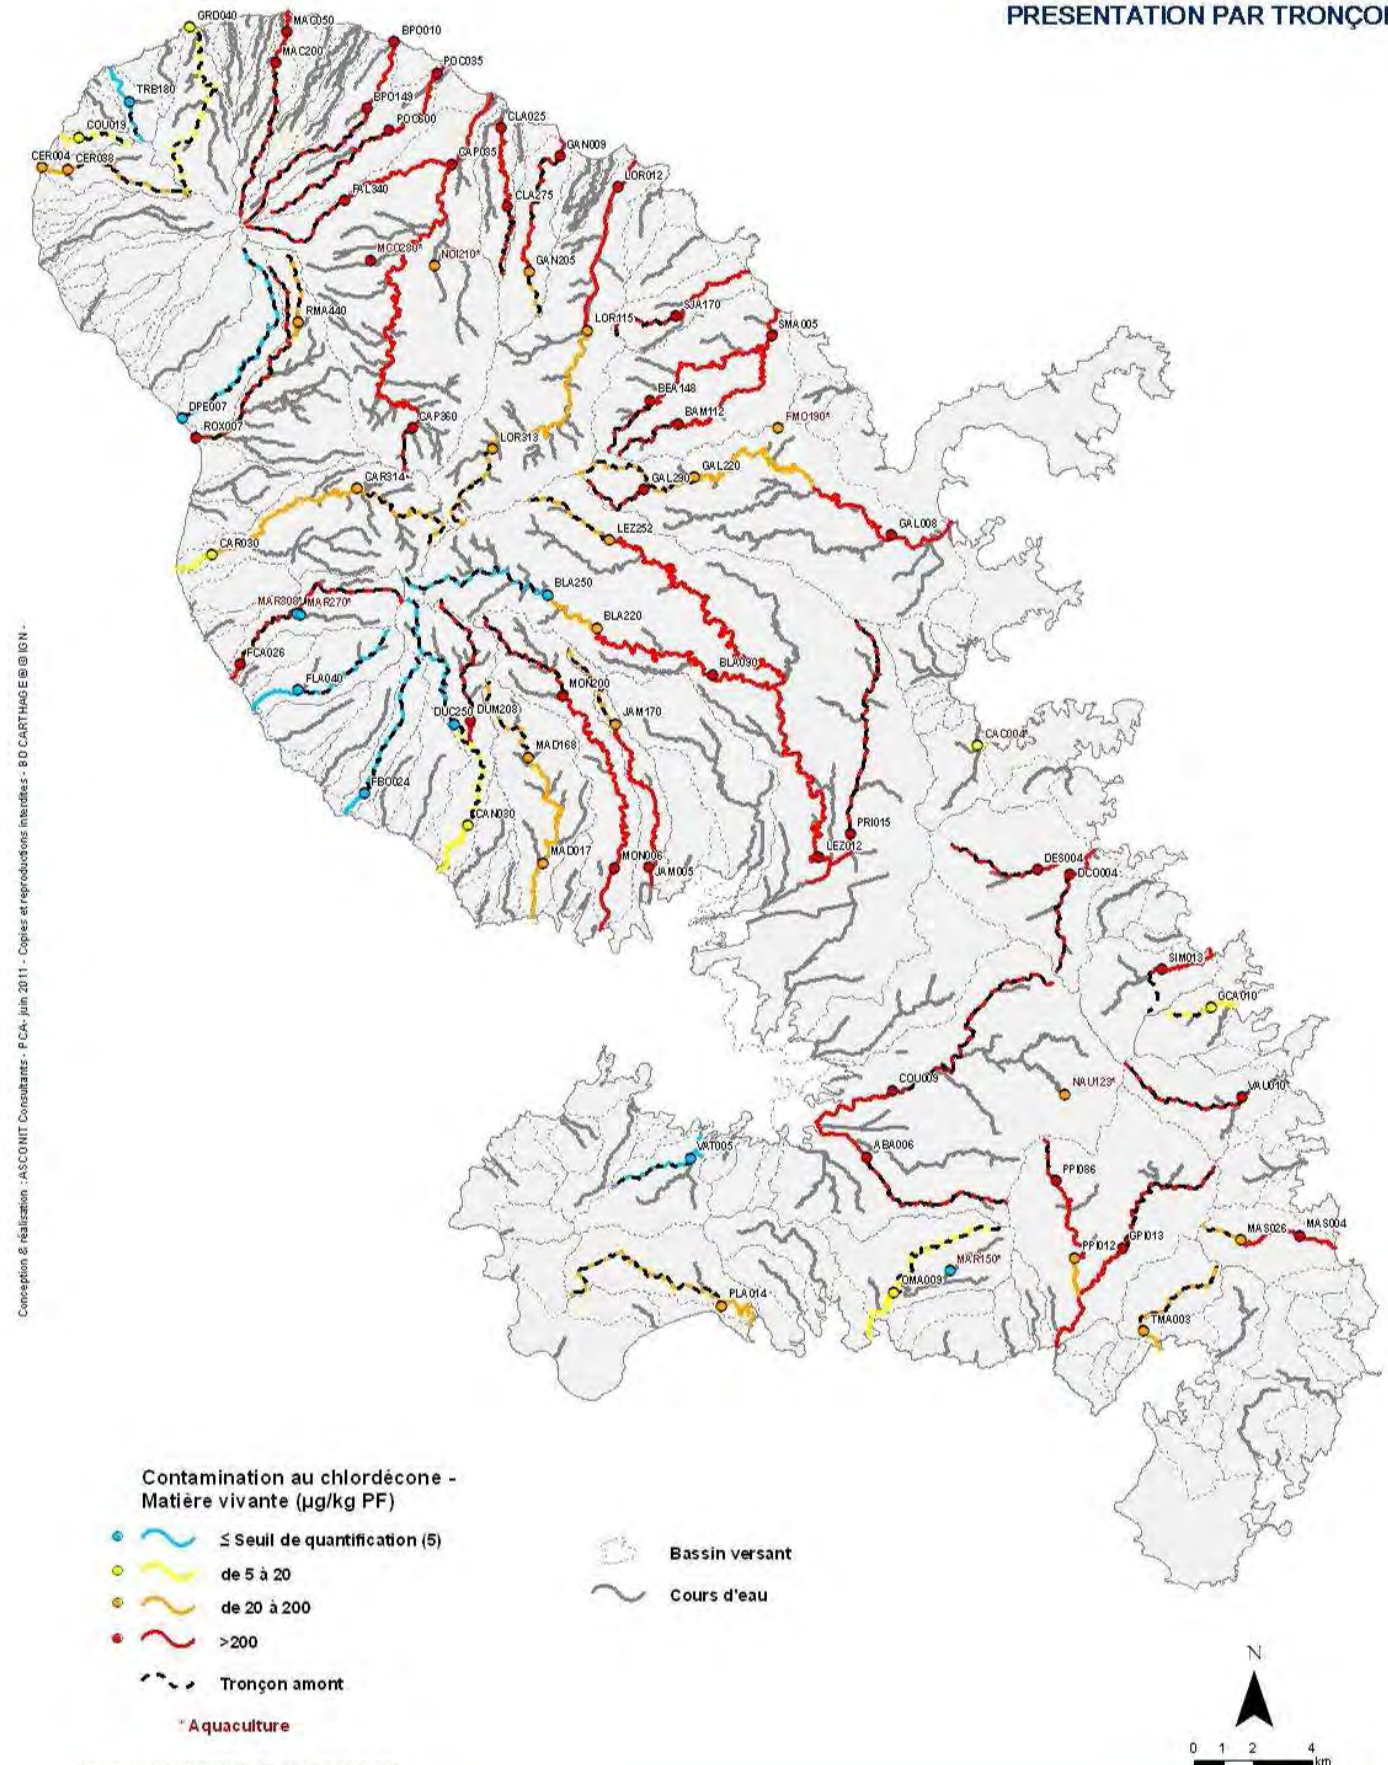 PRESENTATION PAR TRONÇO
GRD040
MAC050
BPO010
MAC200
POC035
TRE180
BPO149
COU019
POC600
CLA025
CER004
CER038
CAP035
GAN009
PAL340
CLA275
LOR012
MCO280*
NOI210*
GAN205
RMA440
LOR115
SJA170
SMA005
DPE007
ROX007
BEA148
BAM112
CAP360
FMO190*
LOR313
CAR314
GAL290
GAL220
LEZ252
GAL008
CAR030
BLA250
MAR308*
MAR270*
BLA220
FCA026
BLA090
FLA040
MON200
DUC250
DUM208
JAM170
MAD168
CAC004*
FBO024
CAN030
PRI015
LEZ012
MAD017
MON006
JAM005
DES004
DCO004
SIM013
GCA010
COU009
NAU123*
VAU010
VAT005
ABA006
PPI086
MAS026
MAS004
PPI012
GPI013
MAR150*
OMA009
PLA014
TMA003
Conception & réalisation : ASCONIT Consultants - PCA- juin 2011 - Copies et reproductions interdites - BD CARTHAGE ® @ IGN -
Contamination au chlordécone -
Matière vivante (µg/kg PF)
≤ Seuil de quantification (5)
de 5 à 20
de 20 à 200
>200
Tronçon amont
* Aquaculture
Bassin versant
Cours d'eau
N
0 1 2 4
km